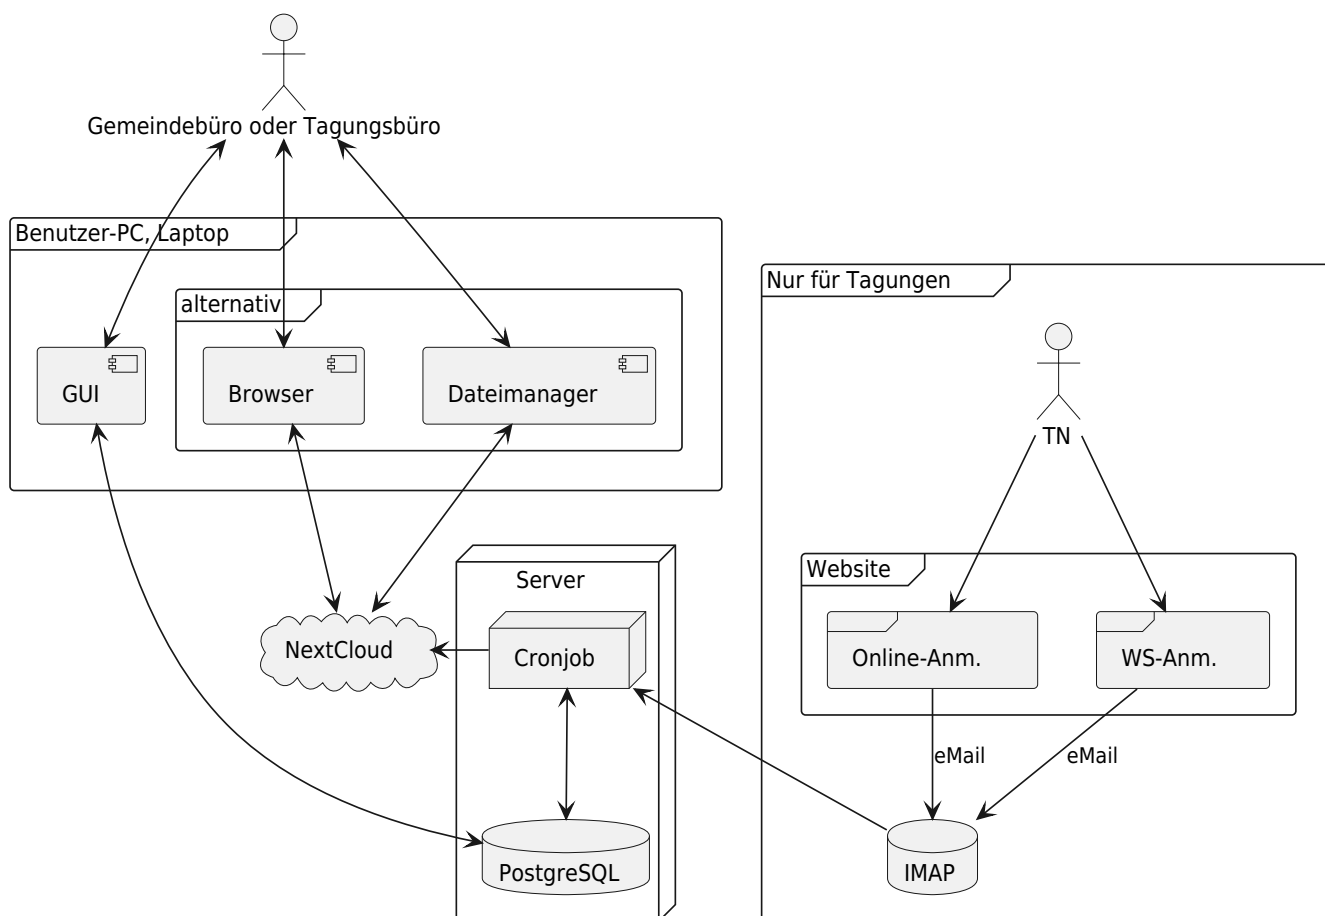 Gemeindebüro oder Tagungsbüro
Benutzer-PC, Laptop
alternativ
GUI
Browser
Dateimanager
Nur für Tagungen
TN
Website
Online-Anm.
WS-Anm.
Server
NextCloud
Cronjob
eMail
eMail
PostgreSQL
IMAP